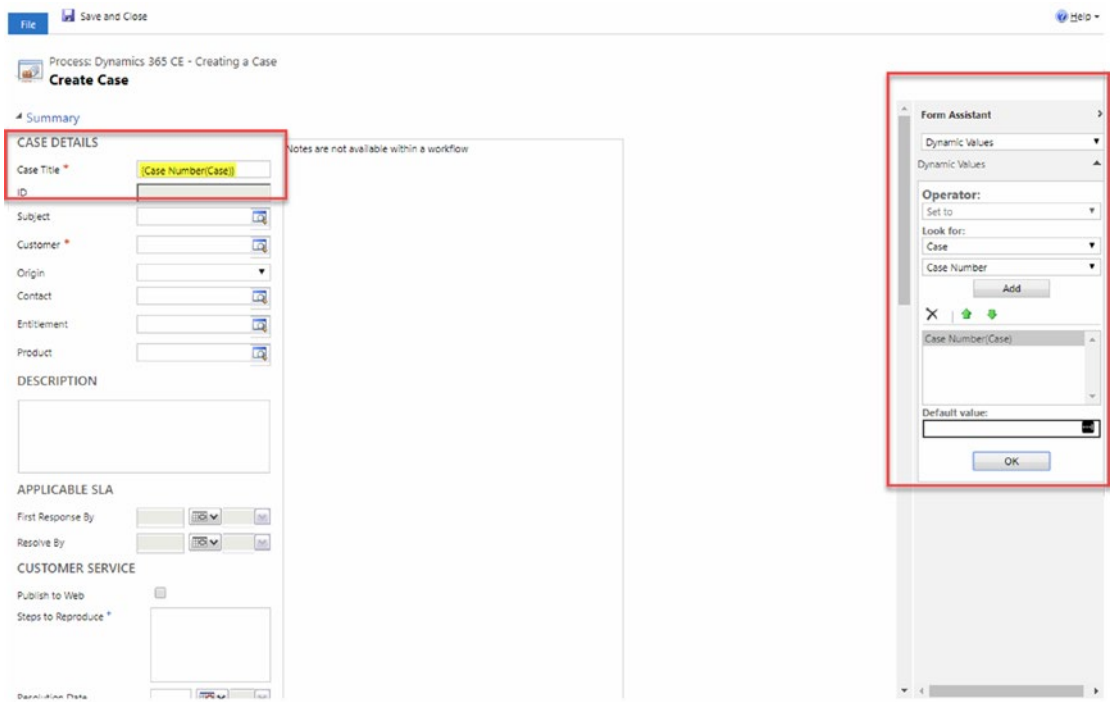 File
Save and Close
Help
Process: Dynamics 365 CE - Creating a Case
Create Case
Summary
CASE DETAILS
Notes are not available within a workflow
Case Title *
{Case Number(Case)}
ID
Subject
Customer *
Origin
Contact
Entitlement
Product
DESCRIPTION
APPLICABLE SLA
First Response By
Resolve By
CUSTOMER SERVICE
Publish to Web
Steps to Reproduce *
Resolution Date
Form Assistant
Dynamic Values
Dynamic Values
Operator:
Set to
Look for:
Case
Case Number
Add
Case Number(Case)
Default value:
OK